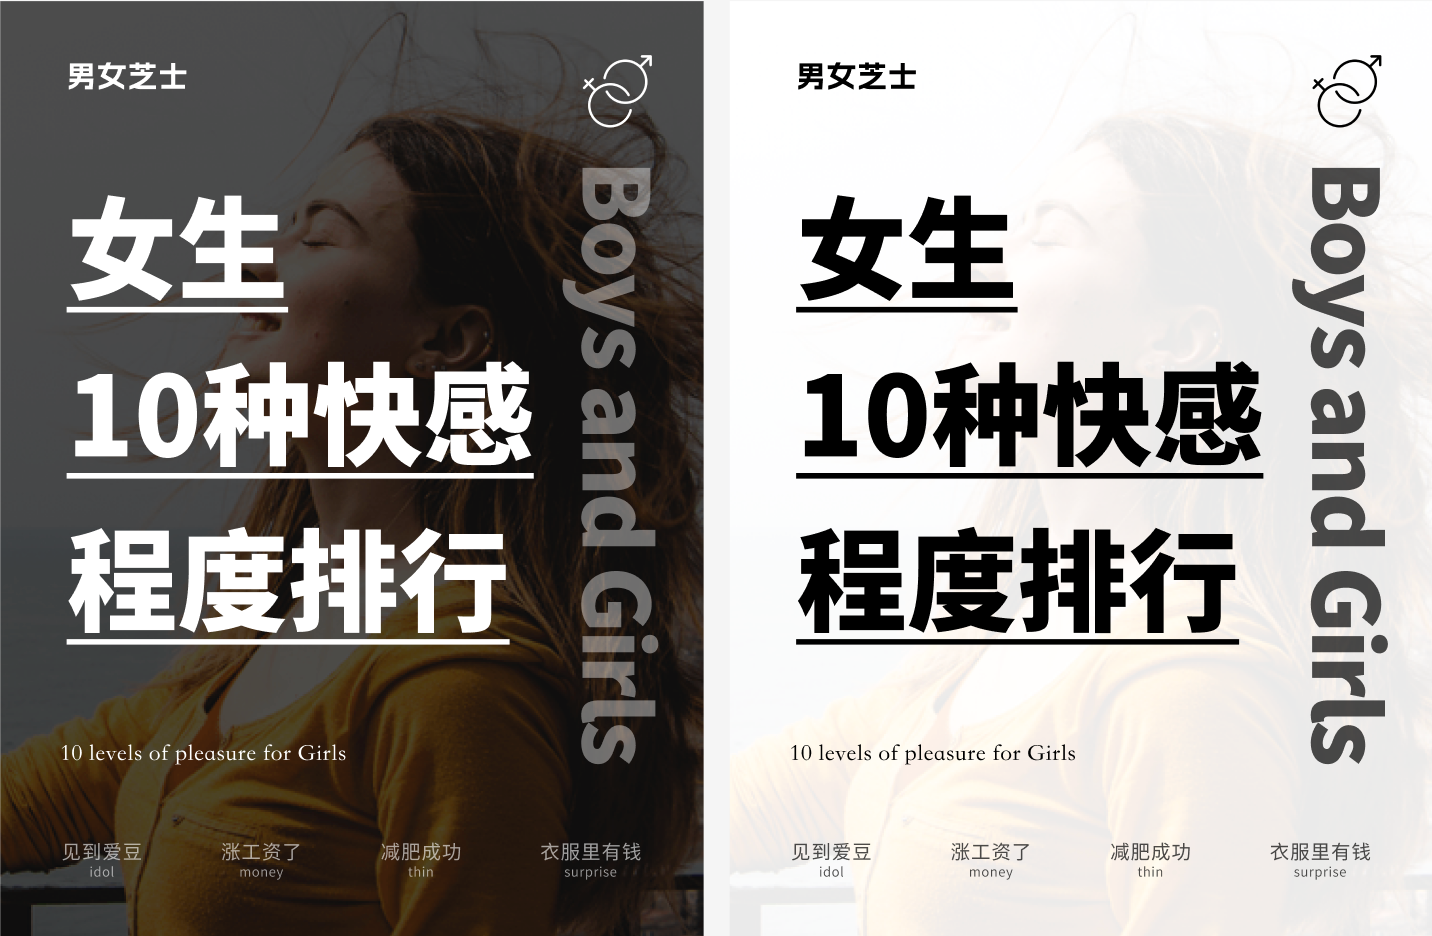 男女芝士
女生
10种快感
程度排行
Boys and Girls
10 levels of pleasure for Girls
见到爱豆
idol
涨工资了
money
减肥成功
thin
衣服里有钱
surprise
男女芝士
女生
10种快感
程度排行
Boys and Girls
10 levels of pleasure for Girls
见到爱豆
idol
涨工资了
money
减肥成功
thin
衣服里有钱
surprise